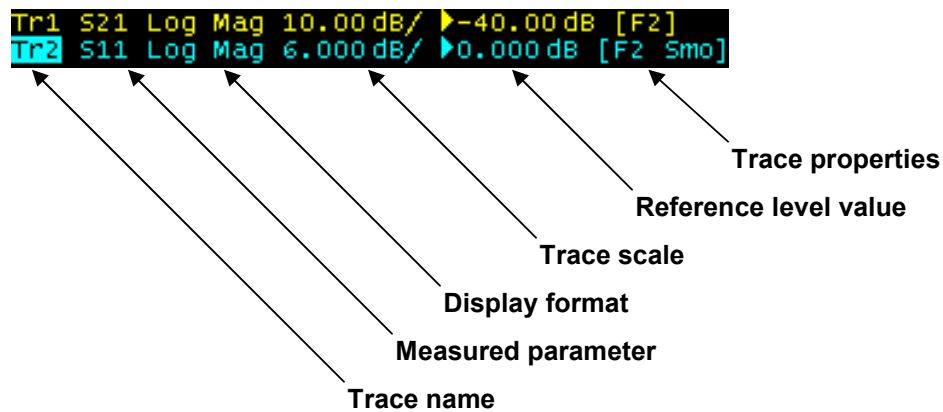 Tr1 S21 Log Mag 10.00 dB/ ▶-40.00 dB [F2]
Tr2 S11 Log Mag 6.000 dB/ ▶0.000 dB [F2 Smo]
Trace properties
Reference level value
Trace scale
Display format
Measured parameter
Trace name